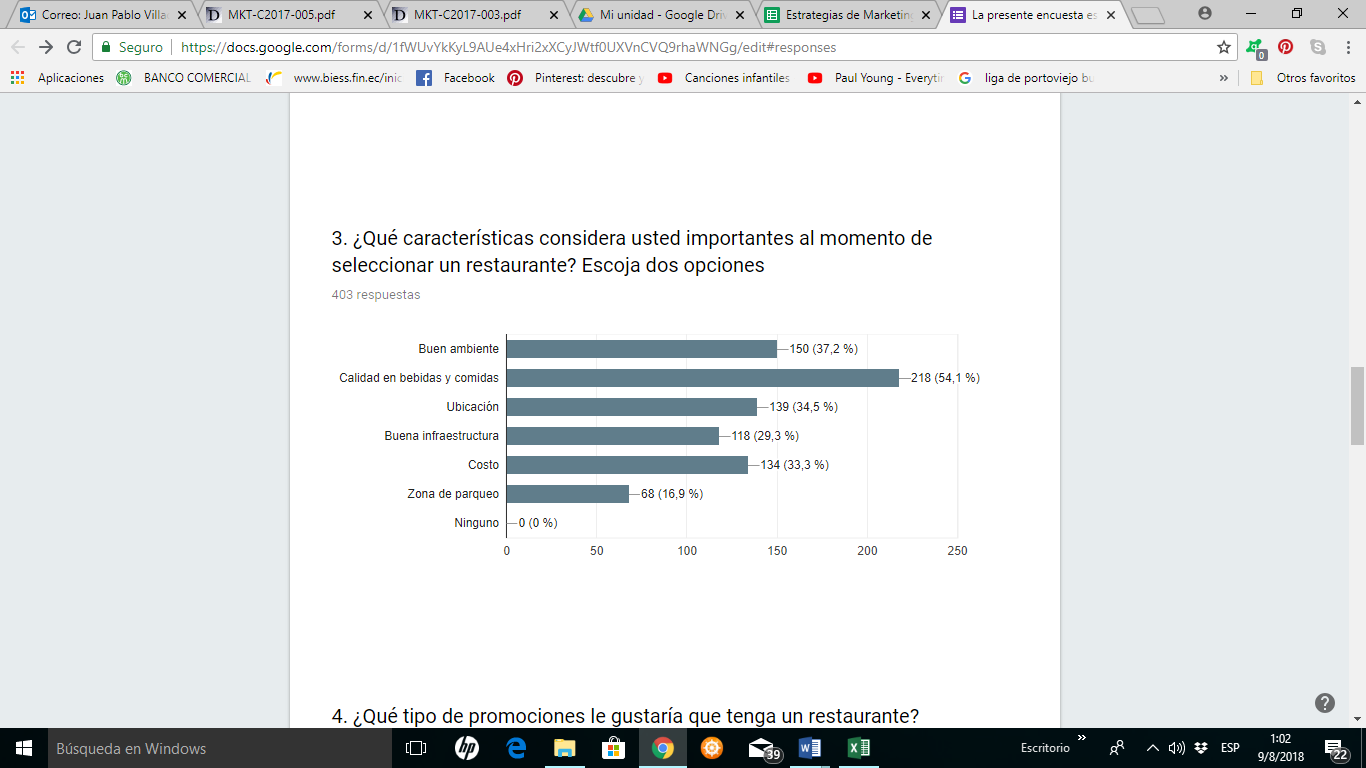 Correo: Juan Pablo Villa
MKT-C2017-005.pdf
MKT-C2017-003.pdf
Mi unidad - Google Driv
Estrategias de Marketing
La presente encuesta es
Seguro
https://docs.google.com/forms/d/1fWUvYkKyL9AUe4xHri2xXCyJWtf0UXVnCVQ9rhaWNGg/edit#responses
0
Aplicaciones
BANCO COMERCIAL
www.biess.fin.ec/inic
Facebook
Pinterest: descubre y
Canciones infantiles
Paul Young - Everytin
liga de portoviejo bu
»
Otros favoritos
3. ¿Qué características considera usted importantes al momento de
seleccionar un restaurante? Escoja dos opciones
403 respuestas
Buen ambiente 150 (37,2 %)
Calidad en bebidas y comidas 218 (54,1 %)
Ubicación 139 (34,5 %)
Buena infraestructura 118 (29,3 %)
Costo 134 (33,3 %)
Zona de parqueo 68 (16,9 %)
Ninguno 0 (0 %)
0 50 100 150 200 250
4. ¿Qué tipo de promociones le gustaría que tenga un restaurante?
Búsqueda en Windows
39
Escritorio
»
ESP
1:02
9/8/2018
22